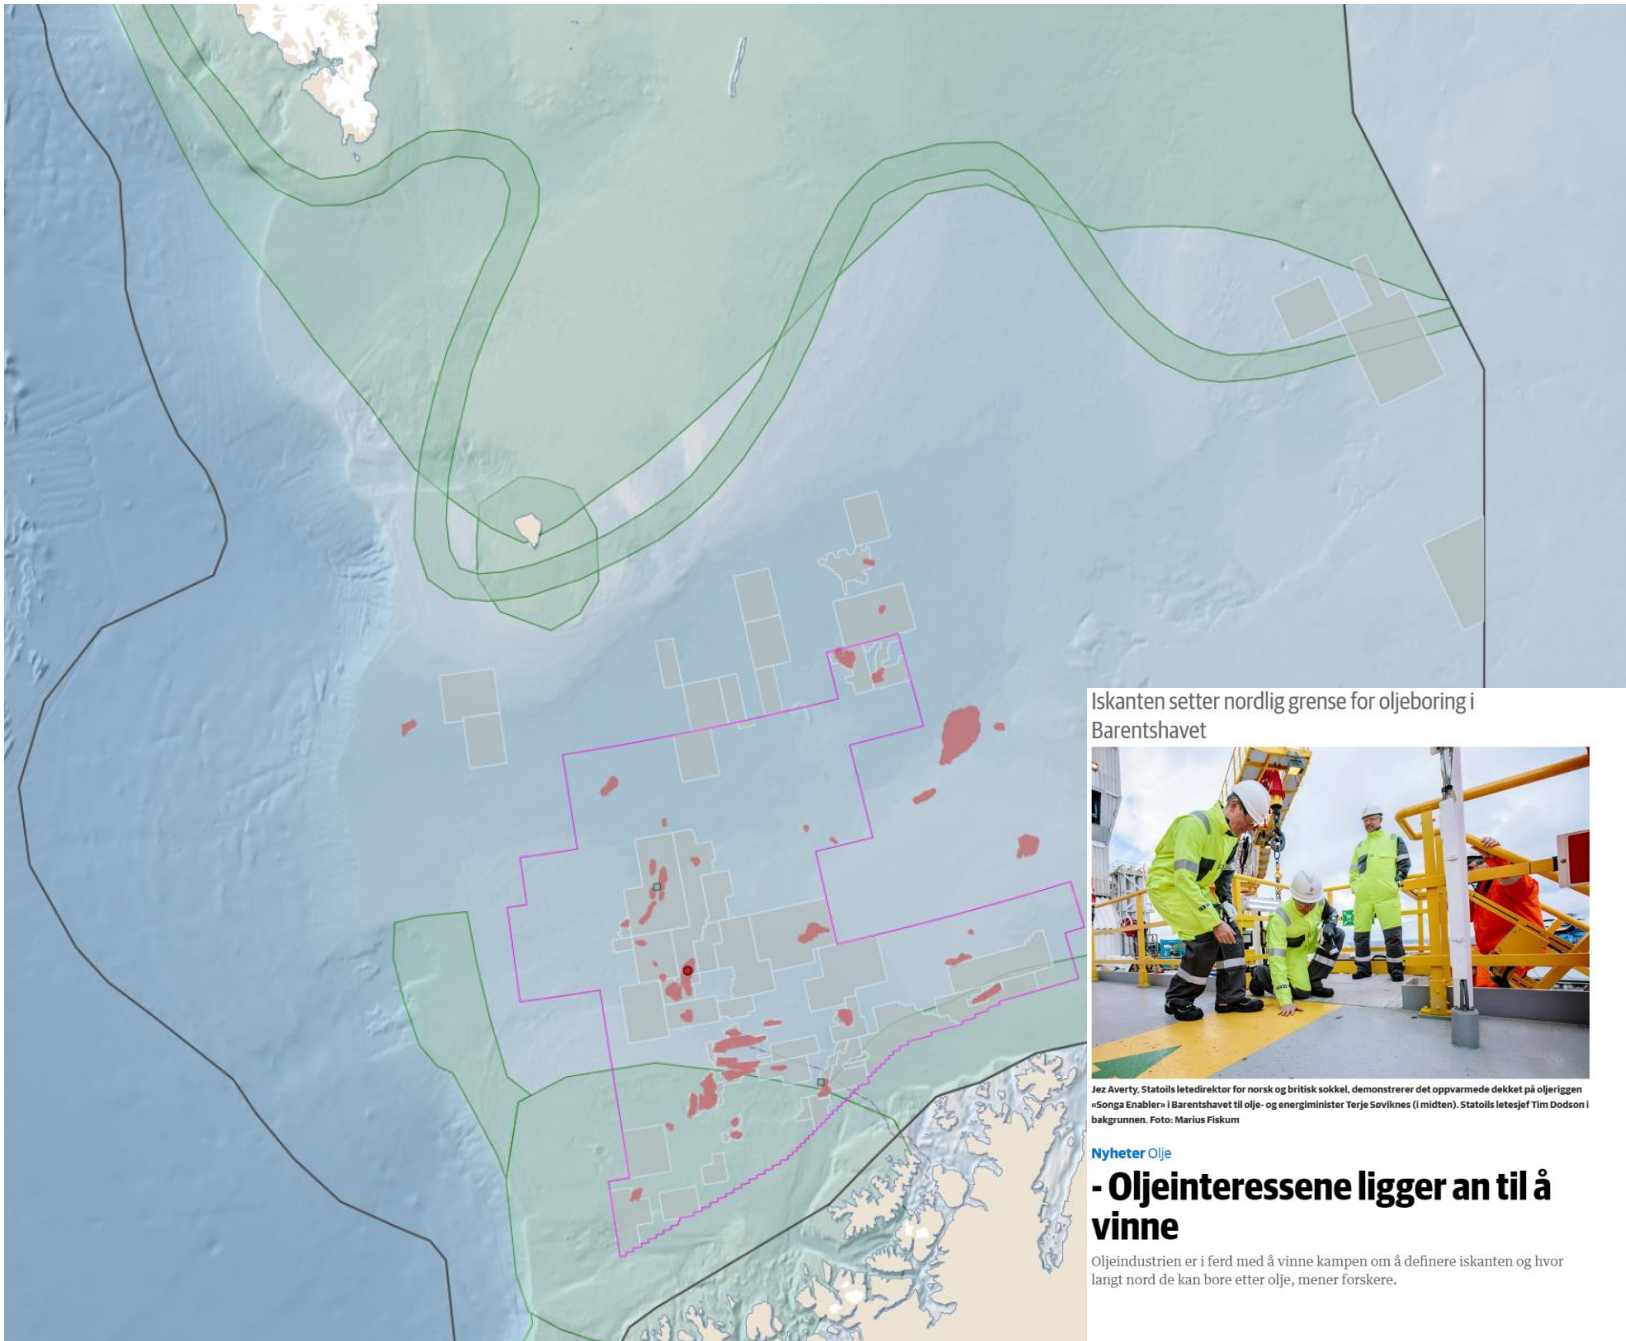 Iskanten setter nordlig grense for oljeboring i
Barentshavet
Jez Averty, Statoils letedirektør for norsk og britisk sokkel, demonstrerer det oppvarmede dekket på oljeriggen
«Songa Enabler» i Barentshavet til olje- og energiminister Terje Søviknes (i midten). Statoils letesjef Tim Dodson i
bakgrunnen. Foto: Marius Fiskum
Nyheter Olje
- Oljeinteressene ligger an til å
vinne
Oljeindustrien er i ferd med å vinne kampen om å definere iskanten og hvor
langt nord de kan bore etter olje, mener forskere.